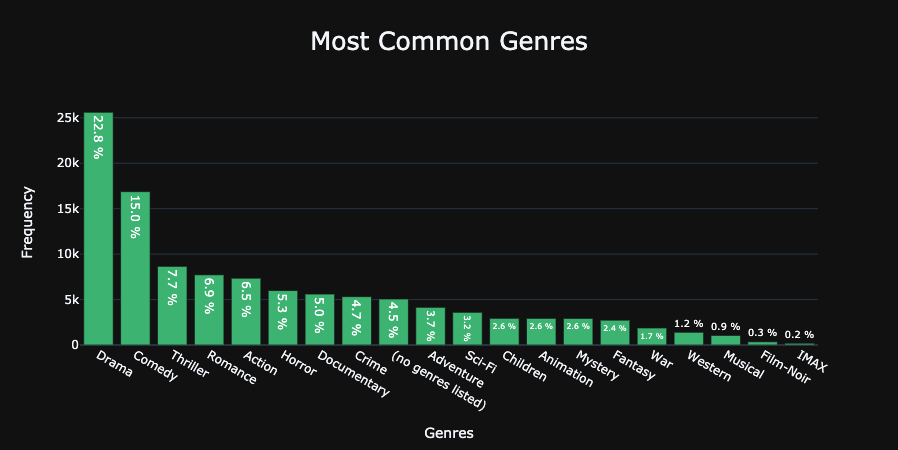 Most Common Genres
Frequency
25k
20k
15k
10k
5k
0
22.8 %
15.0 %
7.7 %
6.9 %
6.5 %
5.3 %
5.0 %
4.7 %
4.5 %
3.7 %
3.2 %
2.6 %
2.6 %
2.6 %
2.4 %
1.7 %
1.2 %
0.9 %
0.3 %
0.2 %
Drama
Comedy
Thriller
Romance
Action
Horror
Documentary
Crime
(no genres listed)
Adventure
Sci-Fi
Children
Animation
Mystery
Fantasy
War
Western
Musical
Film-Noir
IMAX
Genres